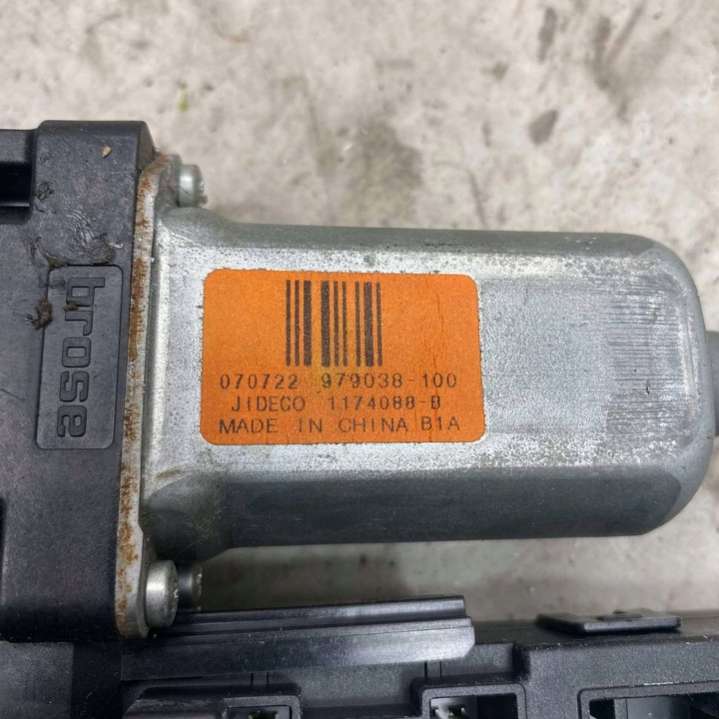 brose
070722 979038-100
JIDECO 1174088-B
MADE IN CHINA B1A